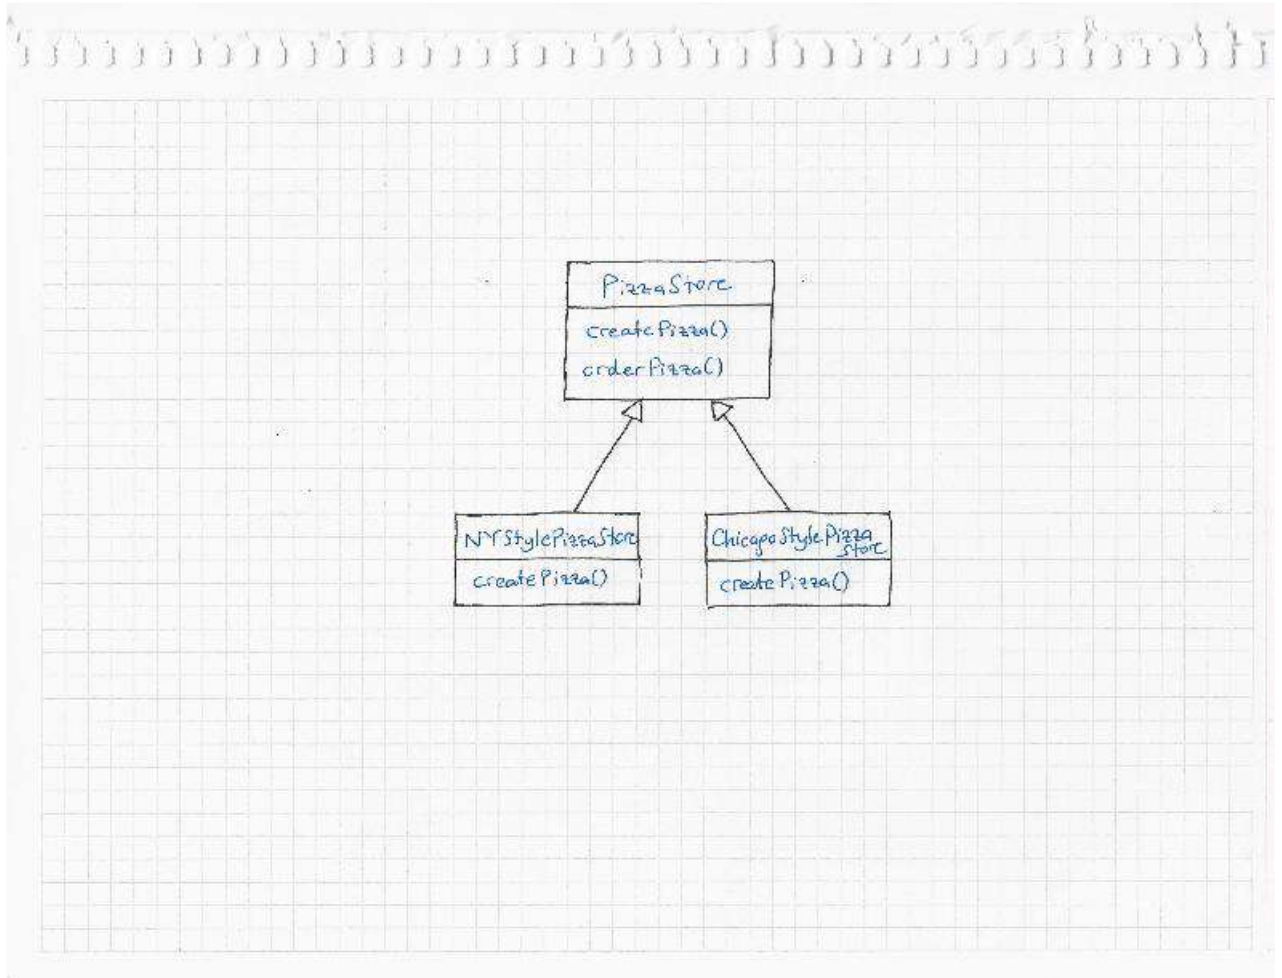 PizzaStore
createPizza()
orderPizza()
NYStylePizzaStore
createPizza()
ChicagoStylePizza
Store
createPizza()